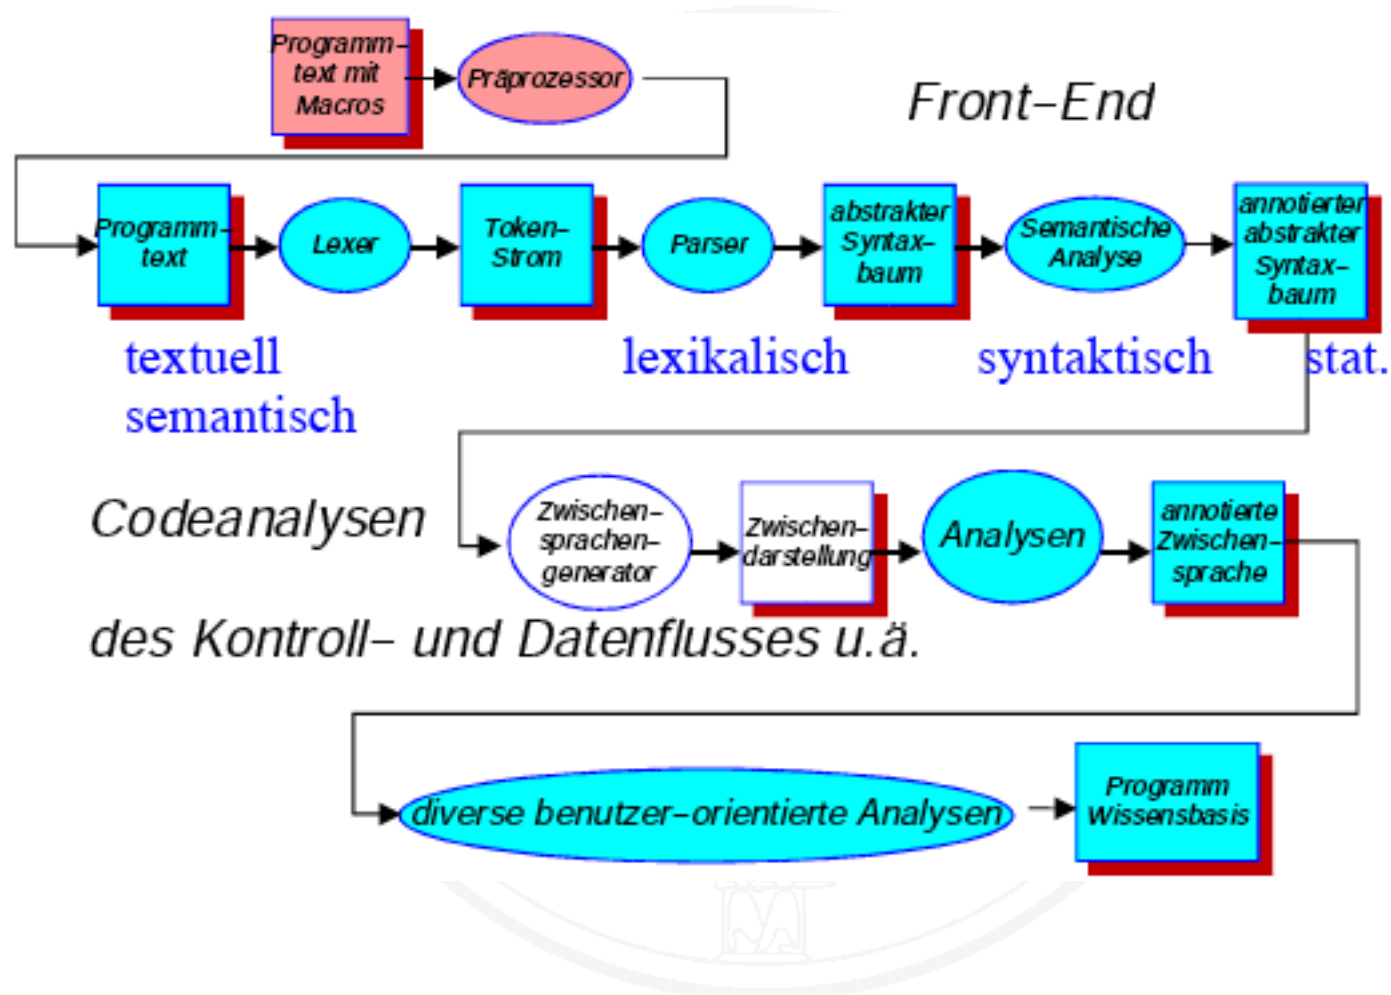 Programm–
text mit
Macros
Präprozessor
Front–End
Programm–
text
Lexer
Token–
Strom
Parser
abstrakter
Syntax–
baum
Semantische
Analyse
annotierter
abstrakter
Syntax–
baum
textuell lexikalisch syntaktisch stat.
semantisch
Codeanalysen
Zwischen–
sprachen–
generator
Zwischen–
darstellung
Analysen
annotierte
Zwischen–
sprache
des Kontroll– und Datenflusses u.ä.
diverse benutzer–orientierte Analysen
Programm
Wissensbasis